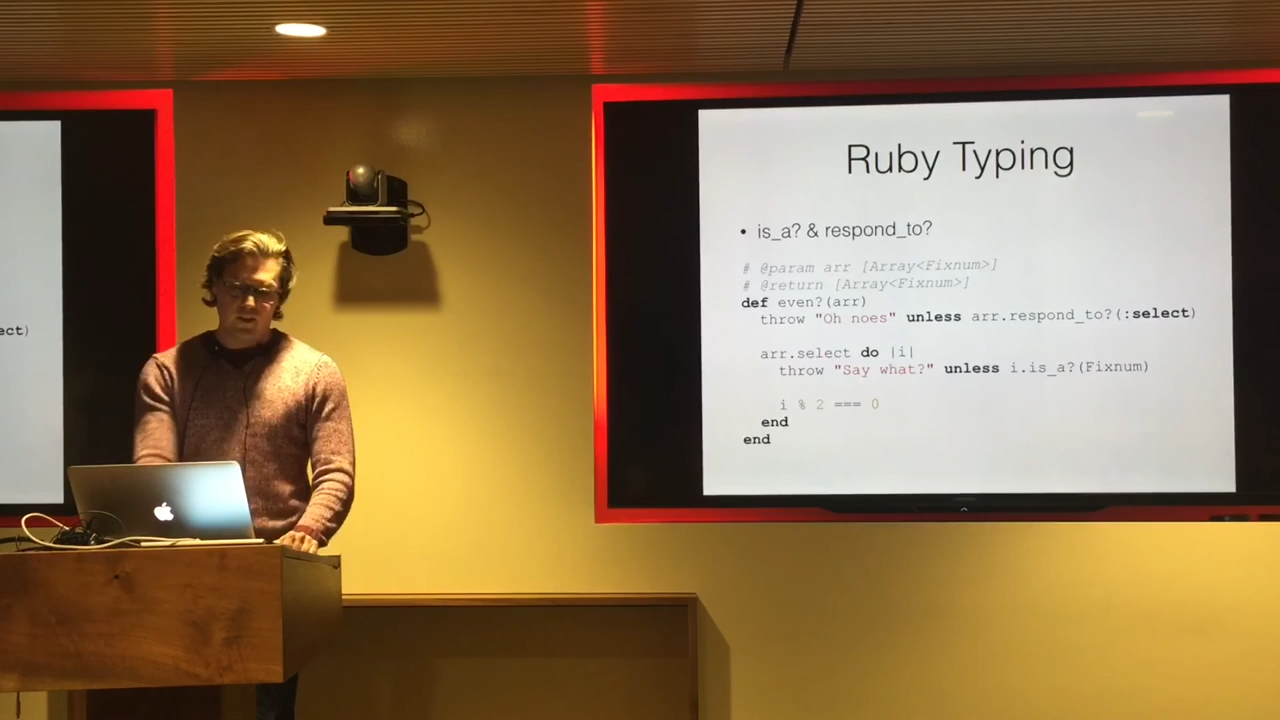 ect)
Ruby Typing
• is_a? & respond_to?
# @param arr [Array<Fixnum>]
# @return [Array<Fixnum>]
def even?(arr)
throw "Oh noes" unless arr.respond_to?(:select)
arr.select do |i|
throw "Say what?" unless i.is_a?(Fixnum)
i % 2 === 0
end
end